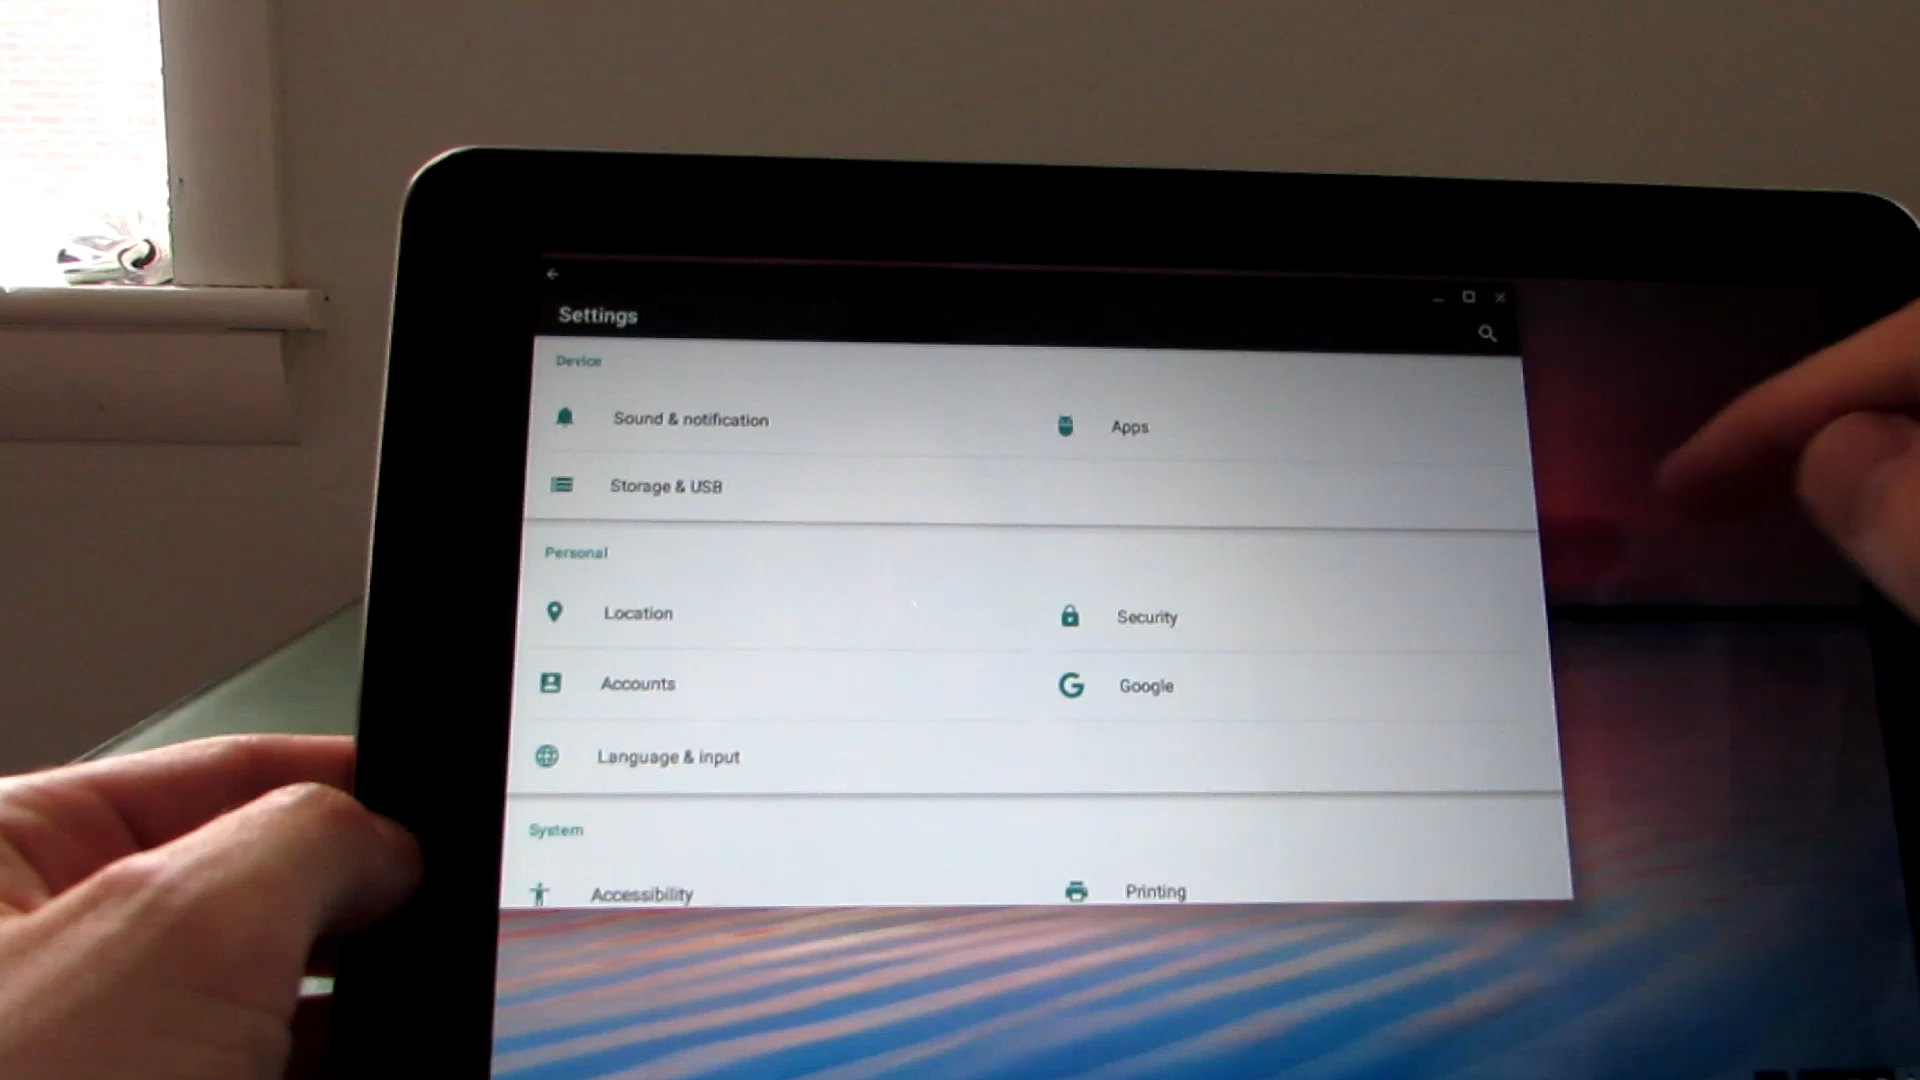 Settings
Device
Sound & notification
Apps
Storage & USB
Personal
Location
Security
Accounts
Google
Language & input
System
Accessibility
Printing